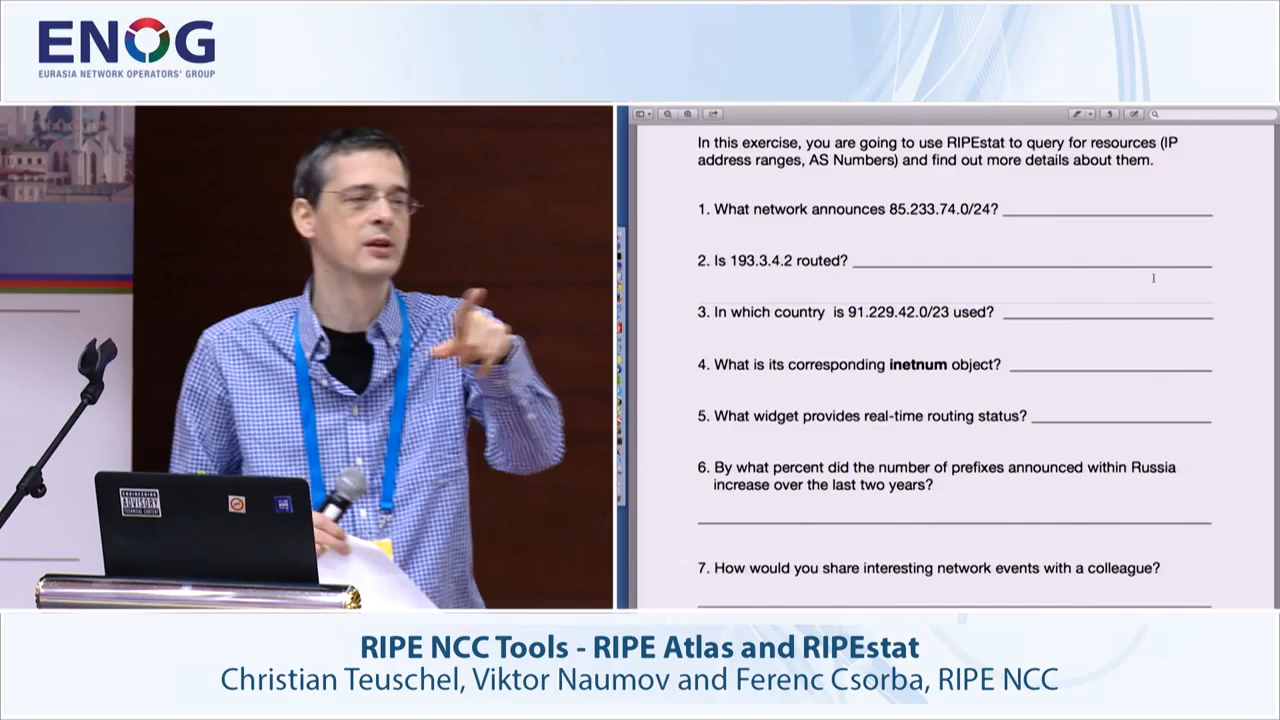 ENOG
EURASIA NETWORK OPERATORS' GROUP
In this exercise, you are going to use RIPEstat to query for resources (IP
address ranges, AS Numbers) and find out more details about them.
1. What network announces 85.233.74.0/24?
2. Is 193.3.4.2 routed?
3. In which country is 91.229.42.0/23 used?
4. What is its corresponding inetnum object?
5. What widget provides real-time routing status?
6. By what percent did the number of prefixes announced within Russia
increase over the last two years?
7. How would you share interesting network events with a colleague?
ADVISORY
RIPE NCC Tools - RIPE Atlas and RIPEstat
Christian Teuschel, Viktor Naumov and Ferenc Csorba, RIPE NCC